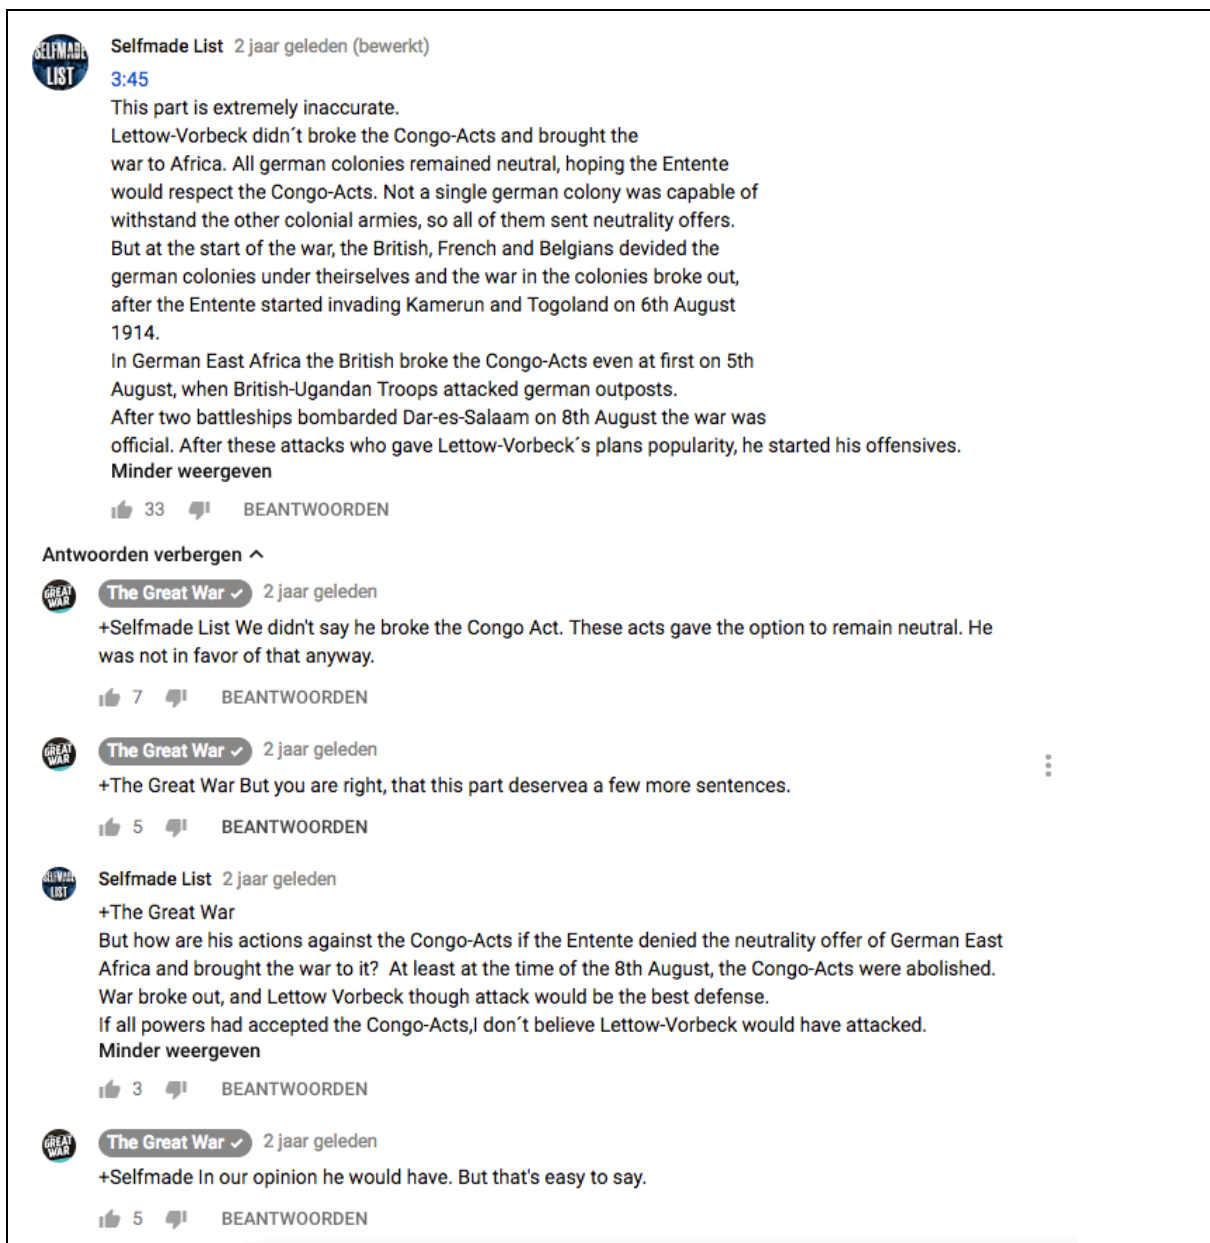 SELFMADE
LIST
Selfmade List 2 jaar geleden (bewerkt)
3:45
This part is extremely inaccurate.
Lettow-Vorbeck didn´t broke the Congo-Acts and brought the
war to Africa. All german colonies remained neutral, hoping the Entente
would respect the Congo-Acts. Not a single german colony was capable of
withstand the other colonial armies, so all of them sent neutrality offers.
But at the start of the war, the British, French and Belgians devided the
german colonies under theirselves and the war in the colonies broke out,
after the Entente started invading Kamerun and Togoland on 6th August
1914.
In German East Africa the British broke the Congo-Acts even at first on 5th
August, when British-Ugandan Troops attacked german outposts.
After two battleships bombarded Dar-es-Salaam on 8th August the war was
official. After these attacks who gave Lettow-Vorbeck´s plans popularity, he started his offensives.
Minder weergeven
33 BEANTWOORDEN
Antwoorden verbergen
GREAT
WAR
The Great War 2 jaar geleden
+Selfmade List We didn't say he broke the Congo Act. These acts gave the option to remain neutral. He
was not in favor of that anyway.
7 BEANTWOORDEN
GREAT
WAR
The Great War 2 jaar geleden
+The Great War But you are right, that this part deservea a few more sentences.
5 BEANTWOORDEN
SELFMADE
LIST
Selfmade List 2 jaar geleden
+The Great War
But how are his actions against the Congo-Acts if the Entente denied the neutrality offer of German East
Africa and brought the war to it?  At least at the time of the 8th August, the Congo-Acts were abolished.
War broke out, and Lettow Vorbeck though attack would be the best defense.
If all powers had accepted the Congo-Acts,I don´t believe Lettow-Vorbeck would have attacked.
Minder weergeven
3 BEANTWOORDEN
GREAT
WAR
The Great War 2 jaar geleden
+Selfmade In our opinion he would have. But that's easy to say.
5 BEANTWOORDEN